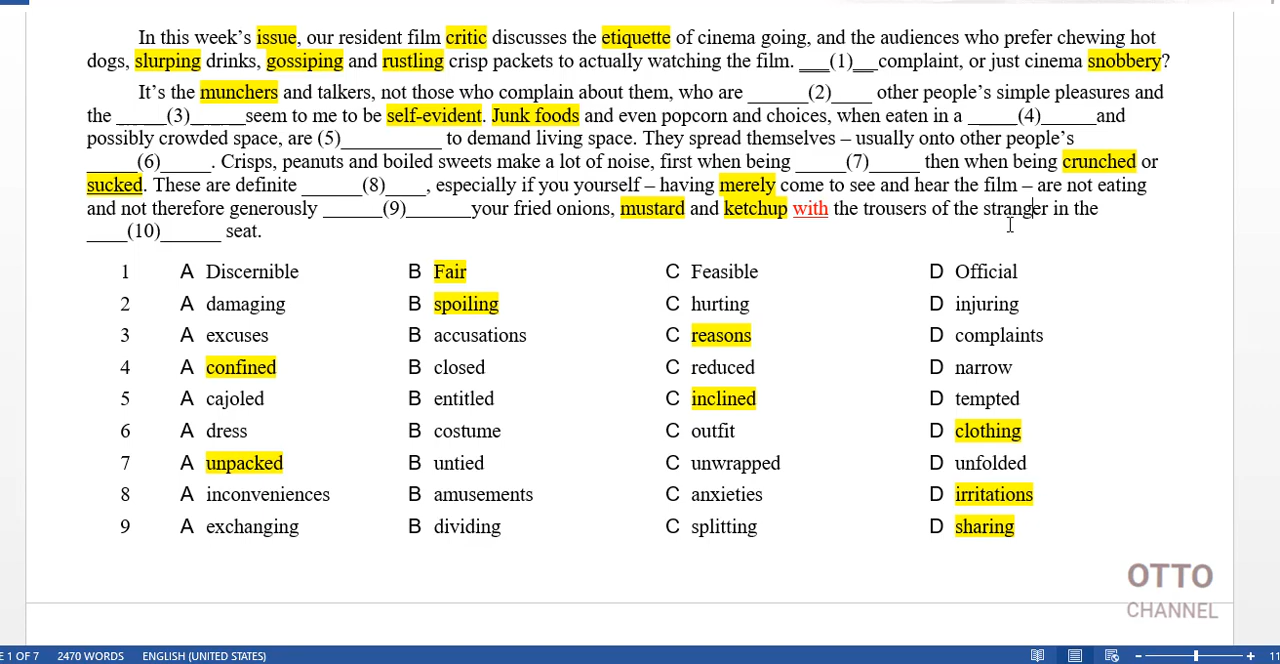 In this week's issue, our resident film critic discusses the etiquette of cinema going, and the audiences who prefer chewing hot
dogs, slurping drinks, gossiping and rustling crisp packets to actually watching the film. ___(1)__complaint, or just cinema snobbery?
It's the munchers and talkers, not those who complain about them, who are ______(2)____ other people's simple pleasures and
the _____(3)______seem to me to be self-evident. Junk foods and even popcorn and choices, when eaten in a _____(4)______and
possibly crowded space, are (5)__________ to demand living space. They spread themselves – usually onto other people's
_____(6)_____. Crisps, peanuts and boiled sweets make a lot of noise, first when being _____(7)_____ then when being crunched or
sucked. These are definite ______(8)____, especially if you yourself – having merely come to see and hear the film – are not eating
and not therefore generously ______(9)_______your fried onions, mustard and ketchup with the trousers of the stranger in the
____(10)______ seat.
1 A Discernible B Fair C Feasible D Official
2 A damaging B spoiling C hurting D injuring
3 A excuses B accusations C reasons D complaints
4 A confined B closed C reduced D narrow
5 A cajoled B entitled C inclined D tempted
6 A dress B costume C outfit D clothing
7 A unpacked B untied C unwrapped D unfolded
8 A inconveniences B amusements C anxieties D irritations
9 A exchanging B dividing C splitting D sharing
OTTO
CHANNEL
E 1 OF 7 2470 WORDS ENGLISH (UNITED STATES) 11